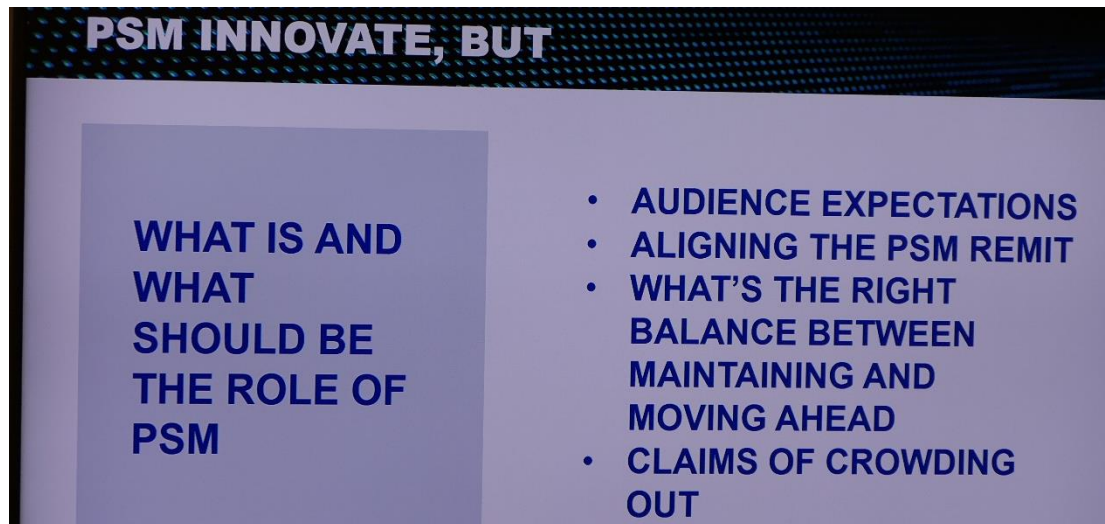 PSM INNOVATE, BUT
WHAT IS AND
WHAT
SHOULD BE
THE ROLE OF
PSM
• AUDIENCE EXPECTATIONS
• ALIGNING THE PSM REMIT
• WHAT'S THE RIGHT
BALANCE BETWEEN
MAINTAINING AND
MOVING AHEAD
• CLAIMS OF CROWDING
OUT